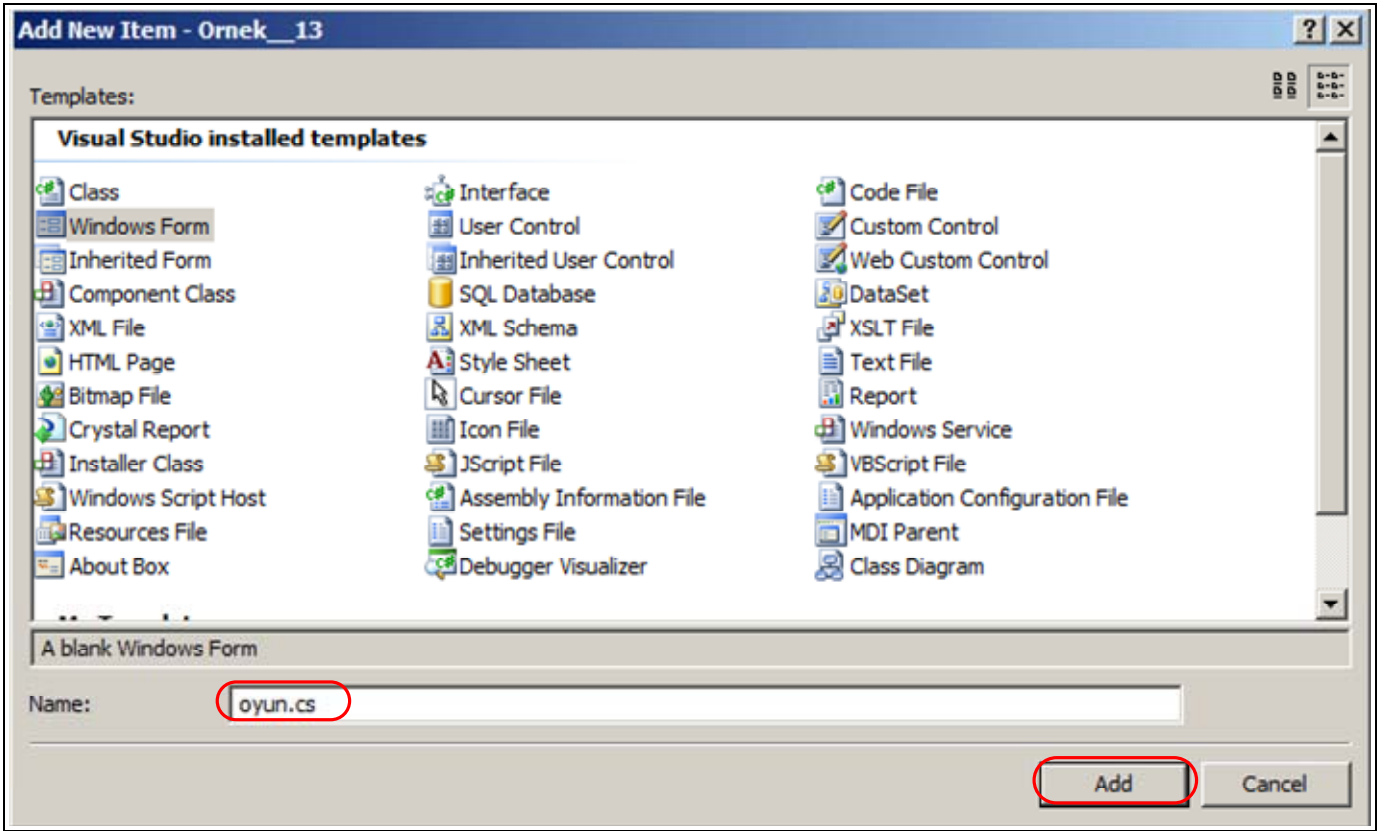 Add New Item - Ornek__13
Templates:
Visual Studio installed templates
Class Interface Code File
Windows Form User Control Custom Control
Inherited Form Inherited User Control Web Custom Control
Component Class SQL Database DataSet
XML File XML Schema XSLT File
HTML Page Style Sheet Text File
Bitmap File Cursor File Report
Crystal Report Icon File Windows Service
Installer Class JScript File VBScript File
Windows Script Host Assembly Information File Application Configuration File
Resources File Settings File MDI Parent
About Box Debugger Visualizer Class Diagram
A blank Windows Form
Name: oyun.cs
Add Cancel